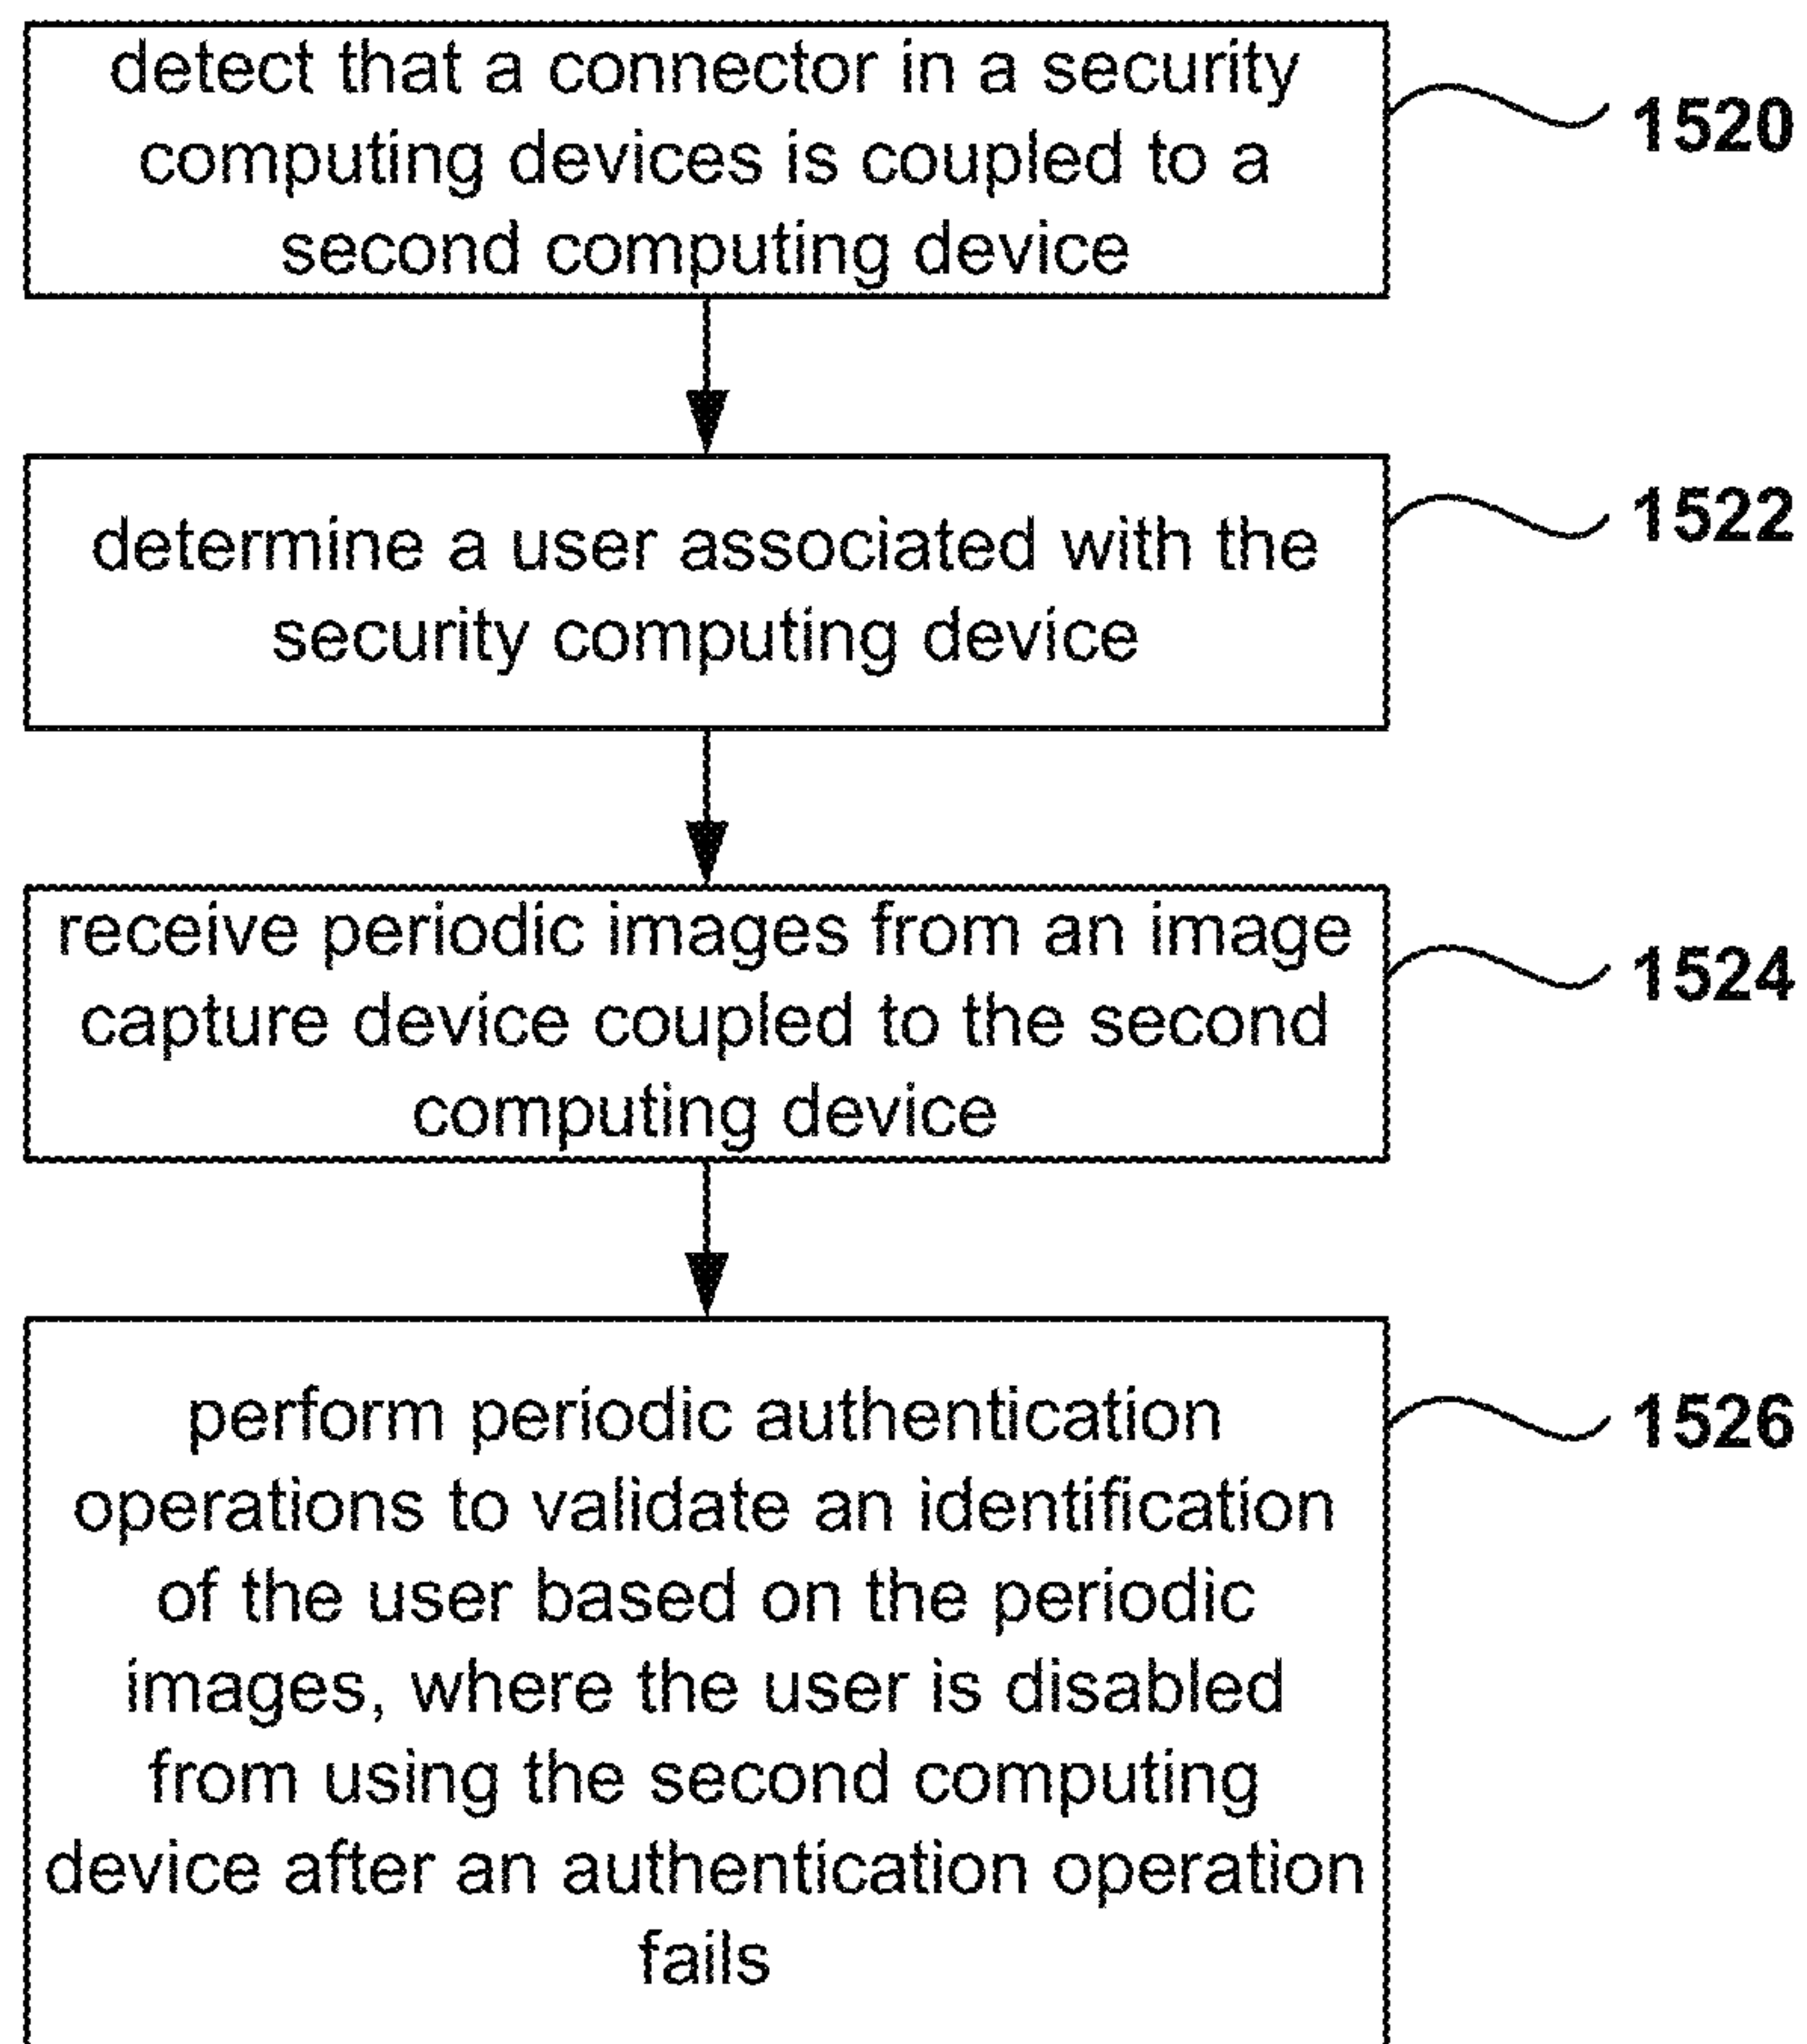 detect that a connector in a security
computing devices is coupled to a
second computing device
1520
determine a user associated with the
security computing device
1522
receive periodic images from an image
capture device coupled to the second
computing device
1524
perform periodic authentication
operations to validate an identification
of the user based on the periodic
images, where the user is disabled
from using the second computing
device after an authentication operation
fails
1526